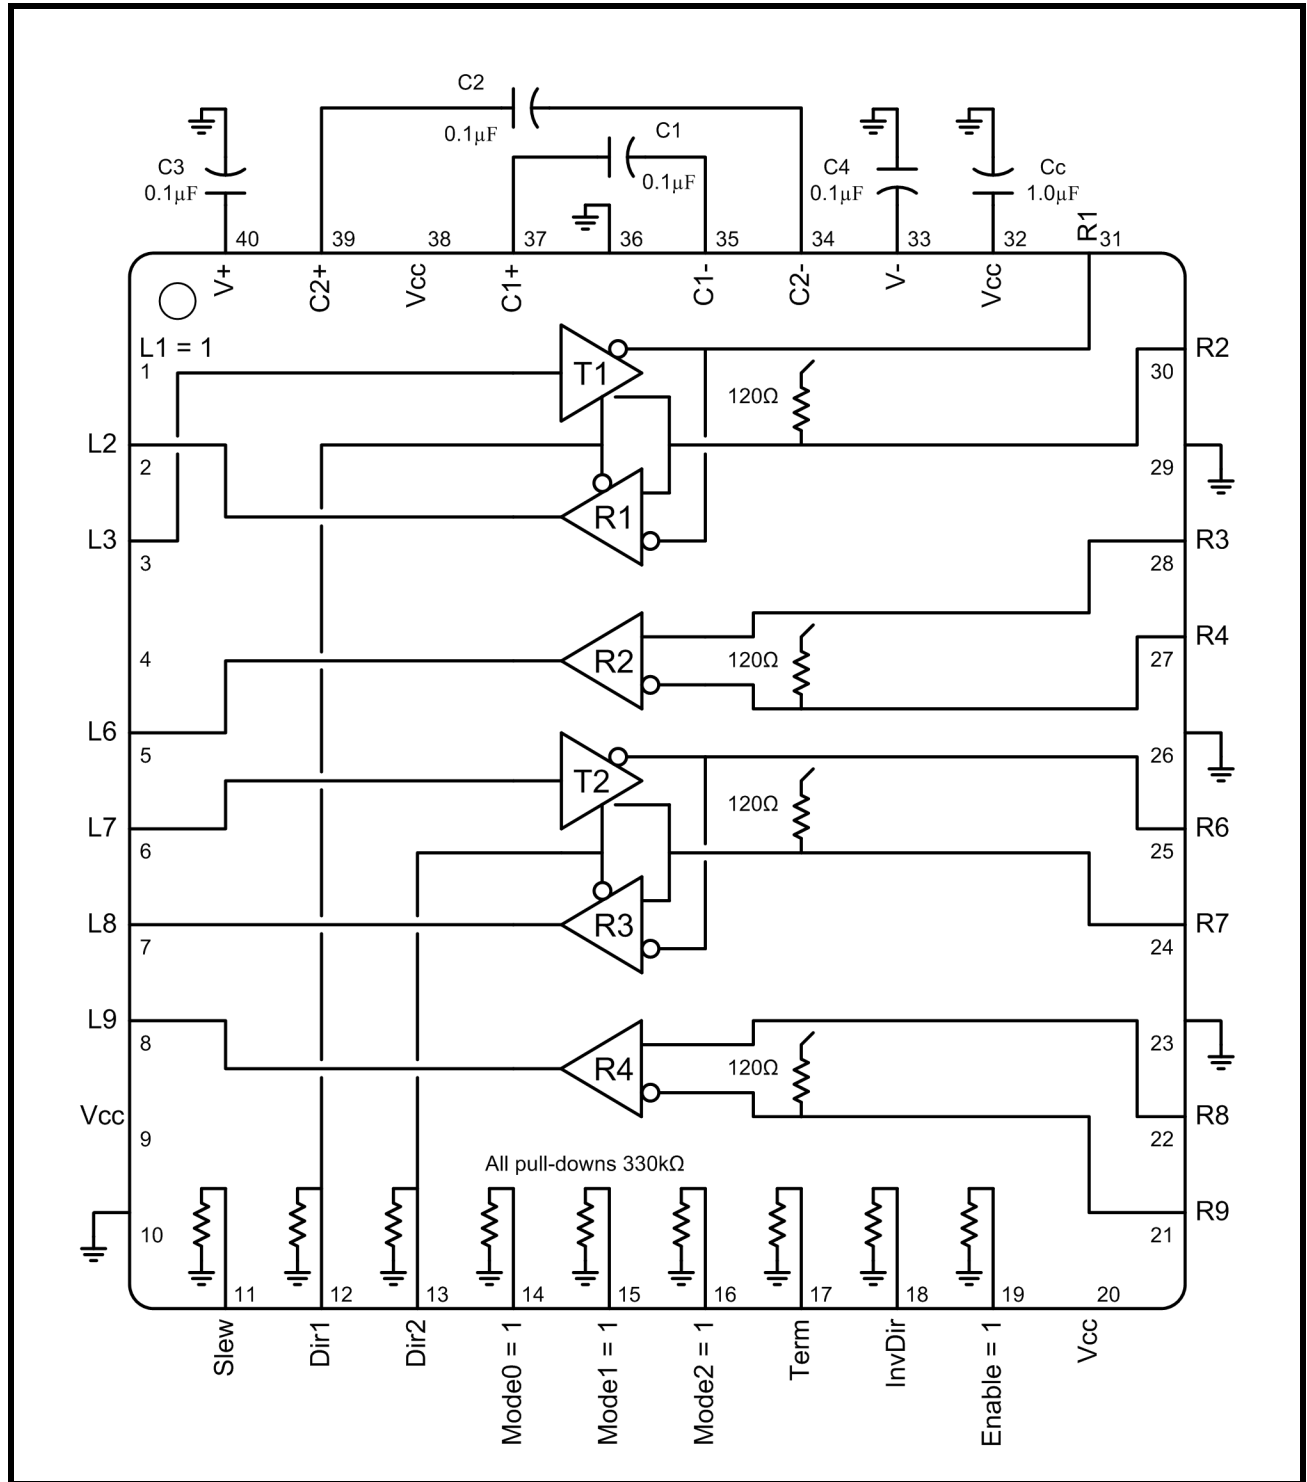 C2
0.1µF
C1
0.1µF
C3
0.1µF
C4
0.1µF
Cc
1.0µF
R1
40
39
38
37
36
35
34
33
32
31
V+
C2+
Vcc
C1+
C1-
C2-
V-
Vcc
L1 = 1
1
T1
120Ω
R2
30
L2
2
29
R1
L3
3
R3
28
R4
4
R2
120Ω
27
L6
5
26
T2
120Ω
L7
6
R6
25
L8
7
R3
R7
24
L9
8
23
R4
120Ω
Vcc
9
R8
22
All pull-downs 330kΩ
10
R9
21
11
12
13
14
15
16
17
18
19
20
Slew
Dir1
Dir2
Mode0 = 1
Mode1 = 1
Mode2 = 1
Term
InvDir
Enable = 1
Vcc